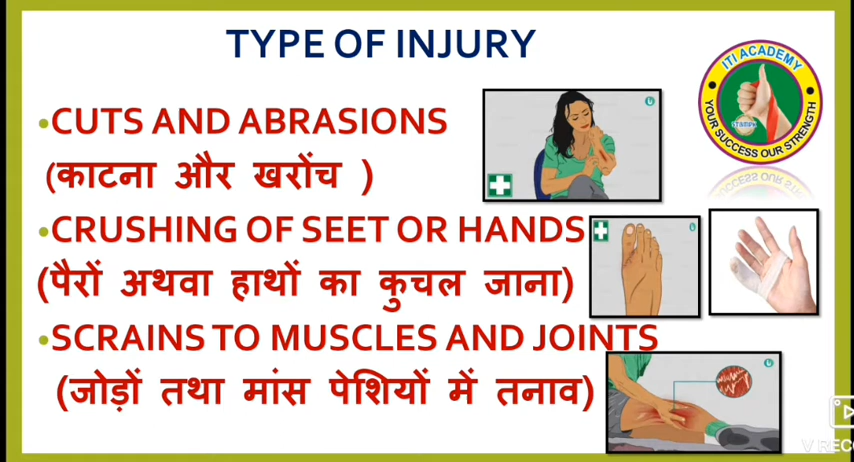 TYPE OF INJURY
ITI ACADEMY
YOUR SUCCESS OUR STRENGTH
•CUTS AND ABRASIONS
(काटना और खरोंच )
•CRUSHING OF SEET OR HANDS
(पैरों अथवा हाथों का कुचल जाना)
•SCRAINS TO MUSCLES AND JOINTS
(जोड़ों तथा मांस पेशियों में तनाव)
V REC